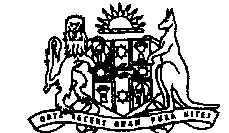 ORTA RECENS QUAM PURA NITES